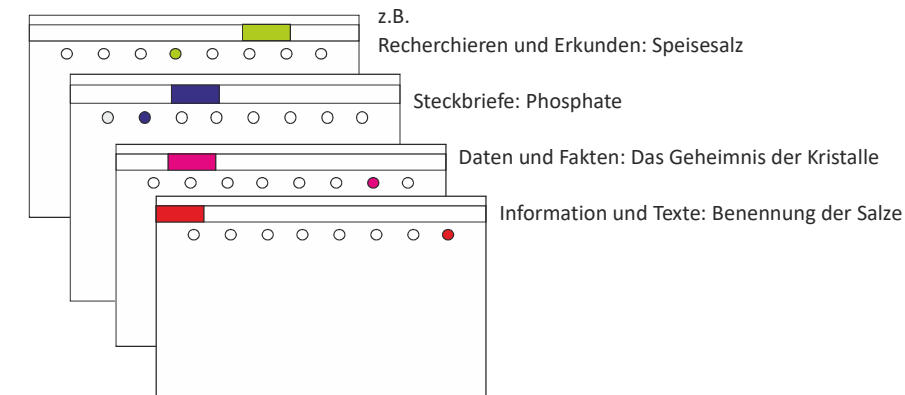 z.B.
Recherchieren und Erkunden: Speisesalz
Steckbriefe: Phosphate
Daten und Fakten: Das Geheimnis der Kristalle
Information und Texte: Benennung der Salze